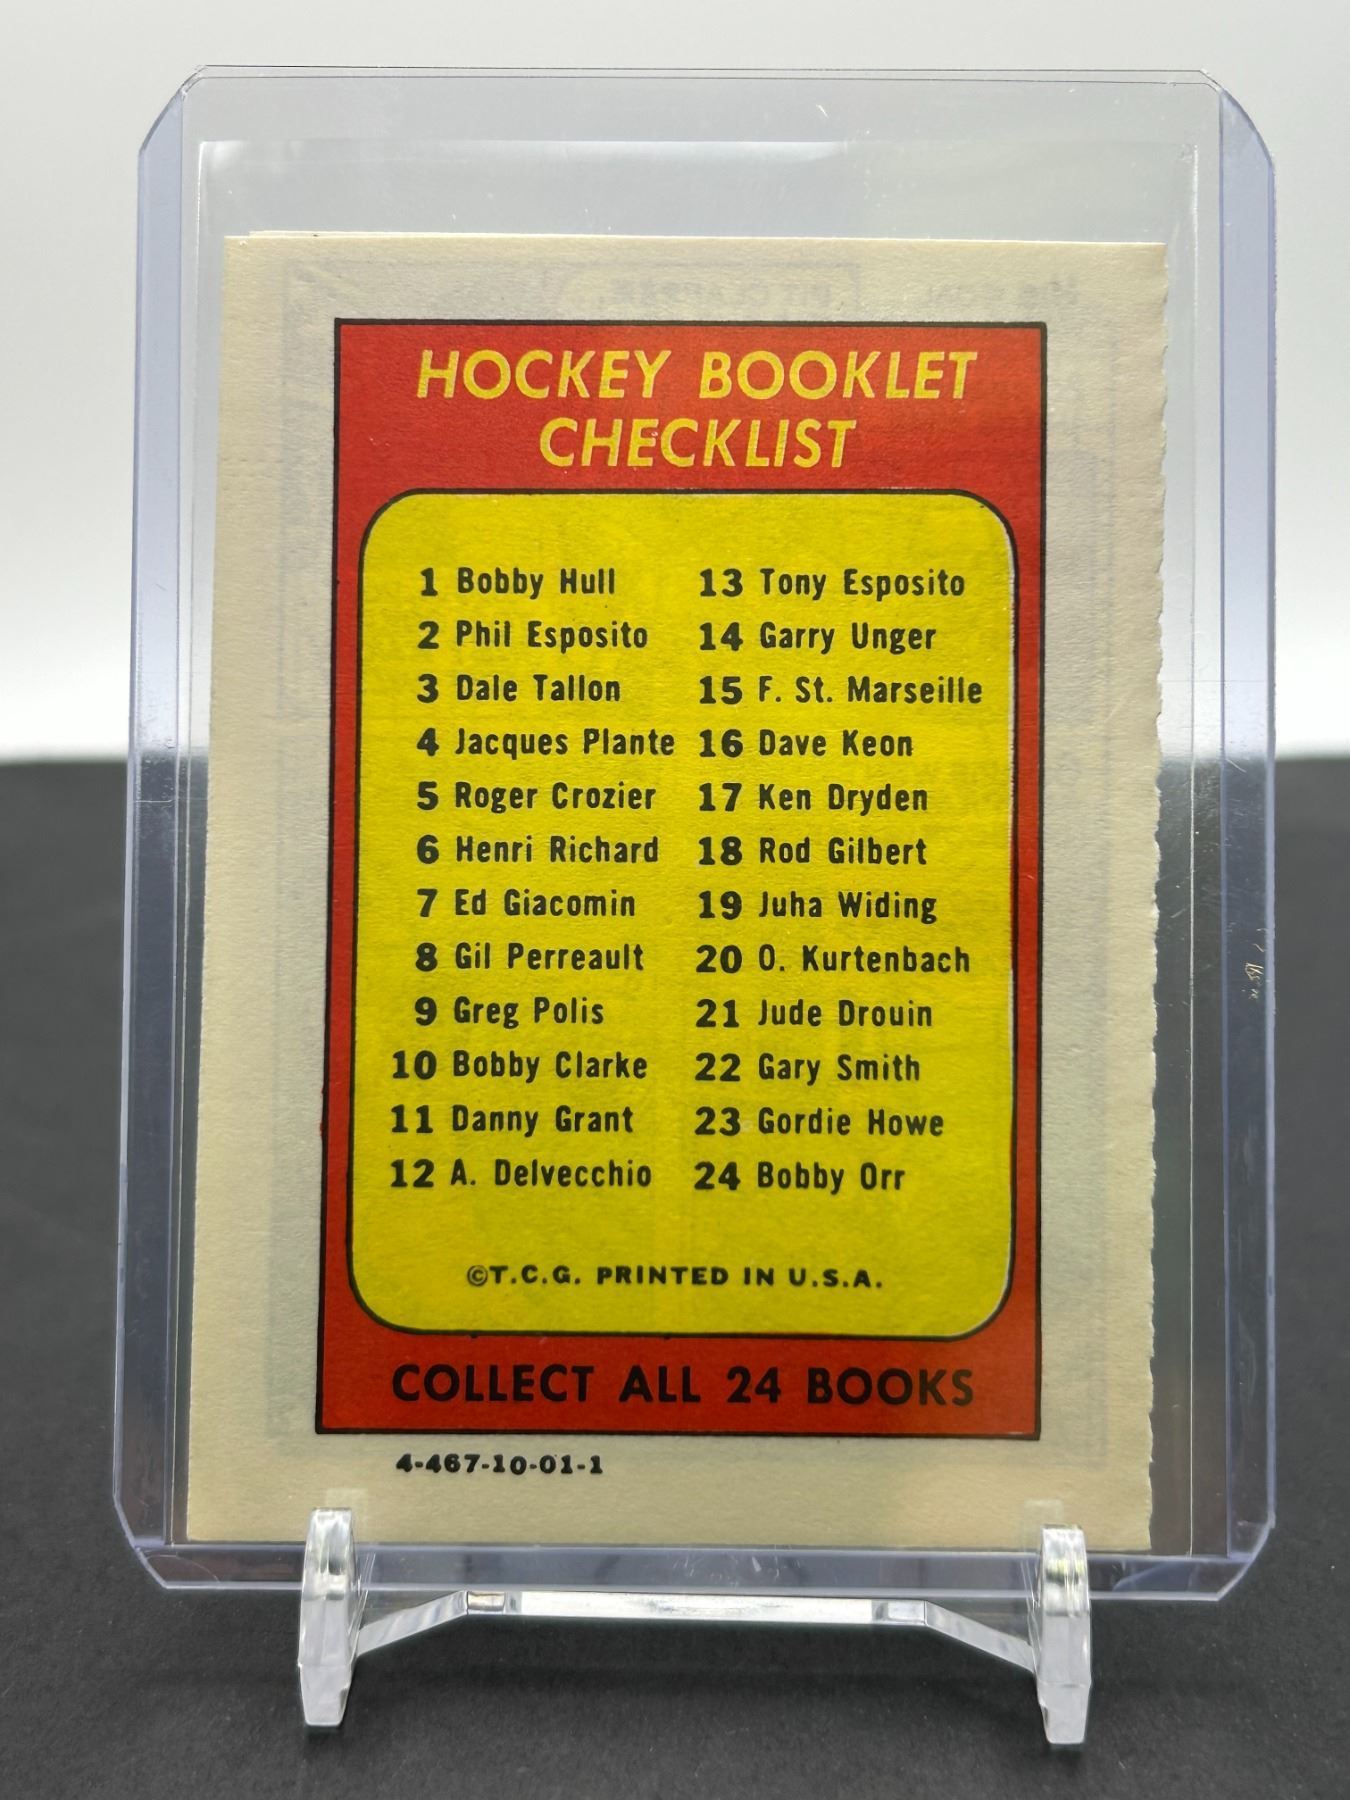 HOCKEY BOOKLET
CHECKLIST
1 Bobby Hull
2 Phil Esposito
3 Dale Tallon
4 Jacques Plante
5 Roger Crozier
6 Henri Richard
7 Ed Giacomin
8 Gil Perreault
9 Greg Polis
10 Bobby Clarke
11 Danny Grant
12 A. Delvecchio
13 Tony Esposito
14 Garry Unger
15 F. St. Marseille
16 Dave Keon
17 Ken Dryden
18 Rod Gilbert
19 Juha Widing
20 O. Kurtenbach
21 Jude Drouin
22 Gary Smith
23 Gordie Howe
24 Bobby Orr
©T.C.G. PRINTED IN U.S.A.
COLLECT ALL 24 BOOKS
4-467-10-01-1